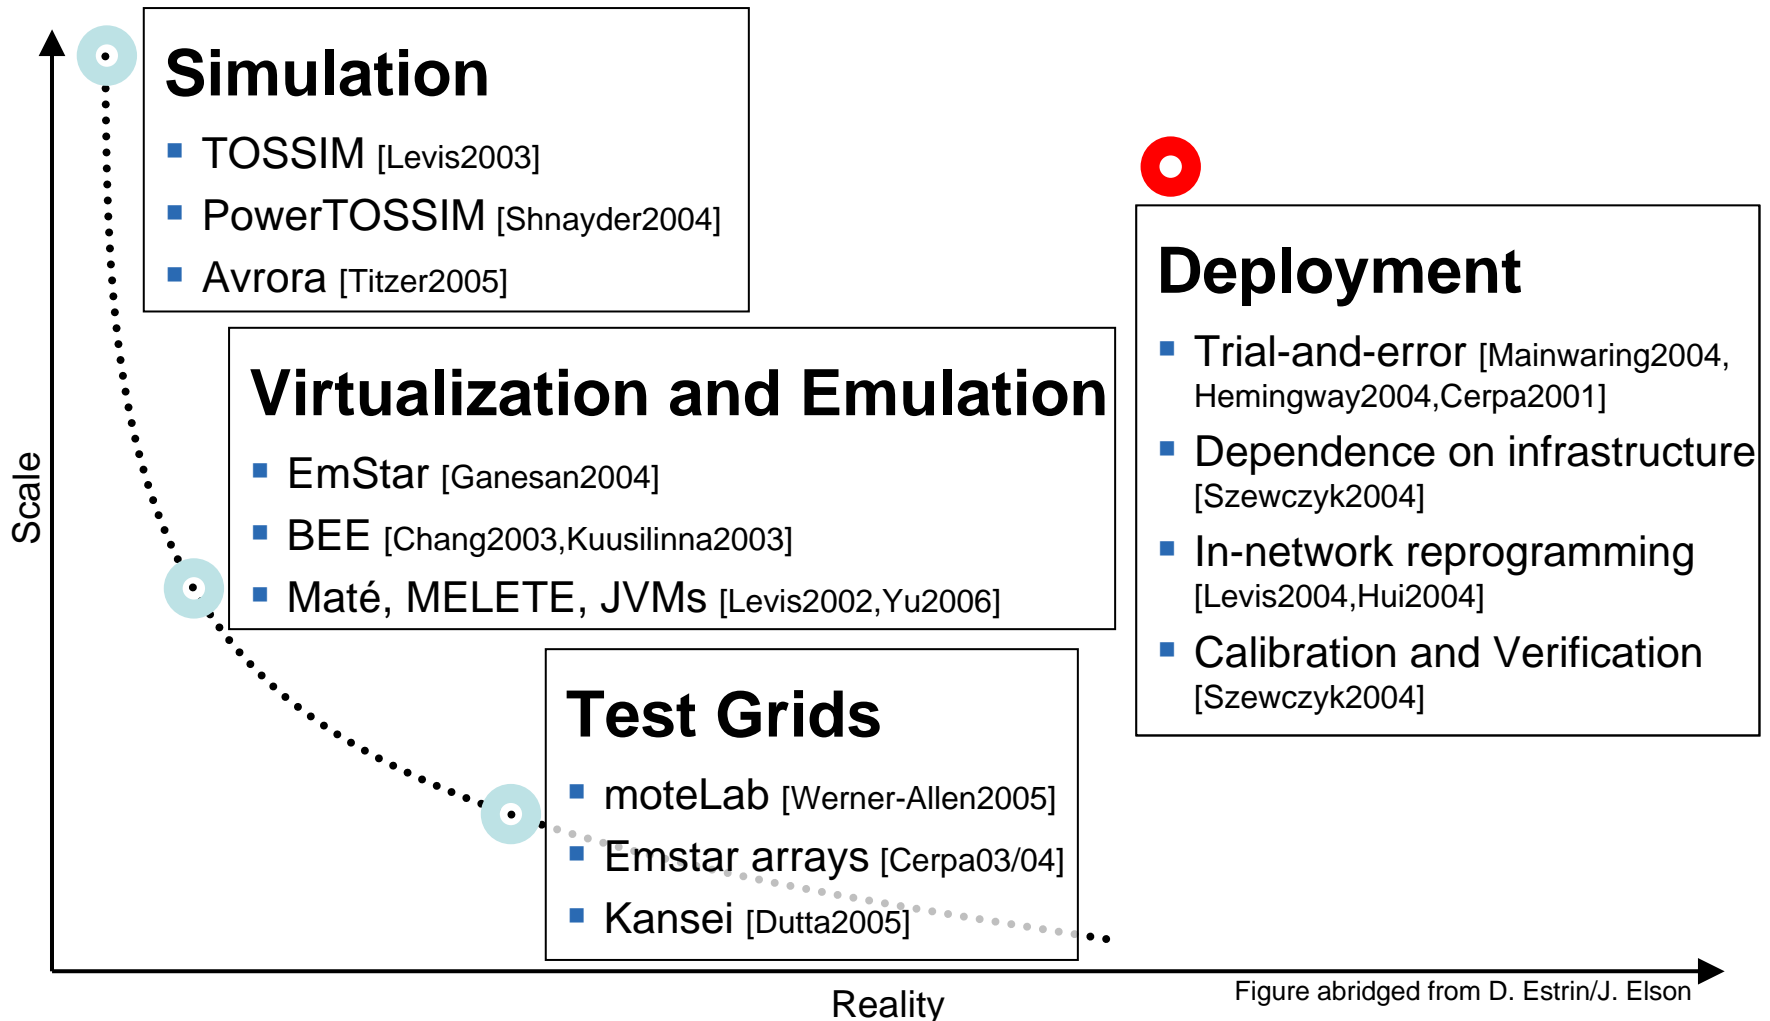 Simulation
TOSSIM [Levis2003]
PowerTOSSIM [Shnayder2004]
Avrora [Titzer2005]
Virtualization and Emulation
EmStar [Ganesan2004]
BEE [Chang2003,Kuusilinna2003]
Maté, MELETE, JVMs [Levis2002,Yu2006]
Test Grids
moteLab [Werner-Allen2005]
Emstar arrays [Cerpa03/04]
Kansei [Dutta2005]
Deployment
Trial-and-error [Mainwaring2004,
Hemingway2004,Cerpa2001]
Dependence on infrastructure
[Szewczyk2004]
In-network reprogramming
[Levis2004,Hui2004]
Calibration and Verification
[Szewczyk2004]
Scale
Reality
Figure abridged from D. Estrin/J. Elson